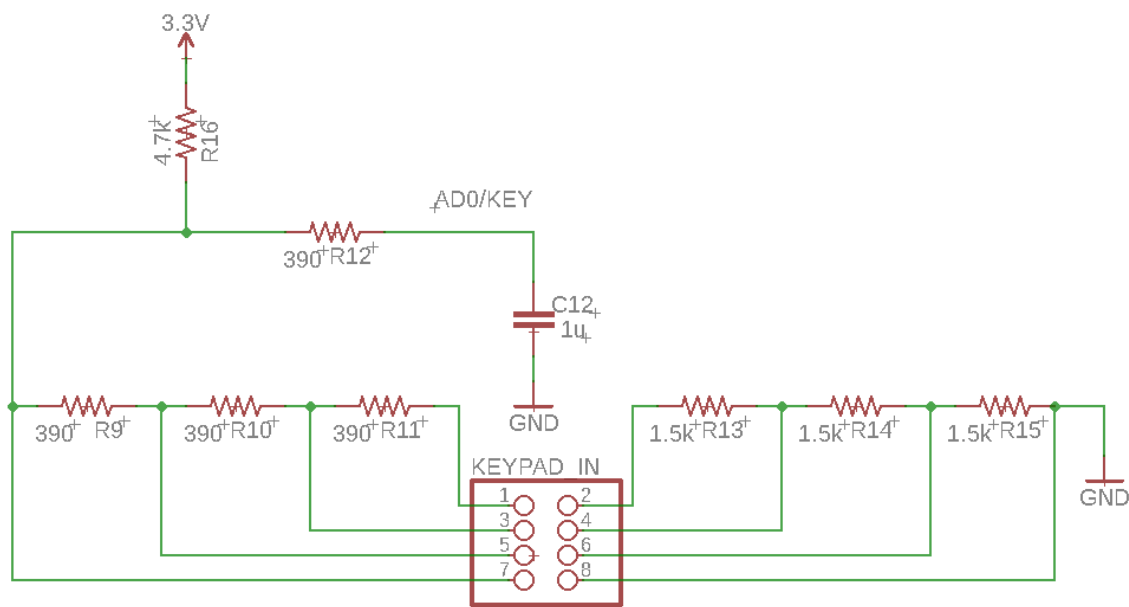 3.3V
4.7k
R16
AD0/KEY
390
R12
C12
1u
GND
390
R9
390
R10
390
R11
1.5k
R13
1.5k
R14
1.5k
R15
GND
KEYPAD_IN
1
2
3
4
5
6
7
8